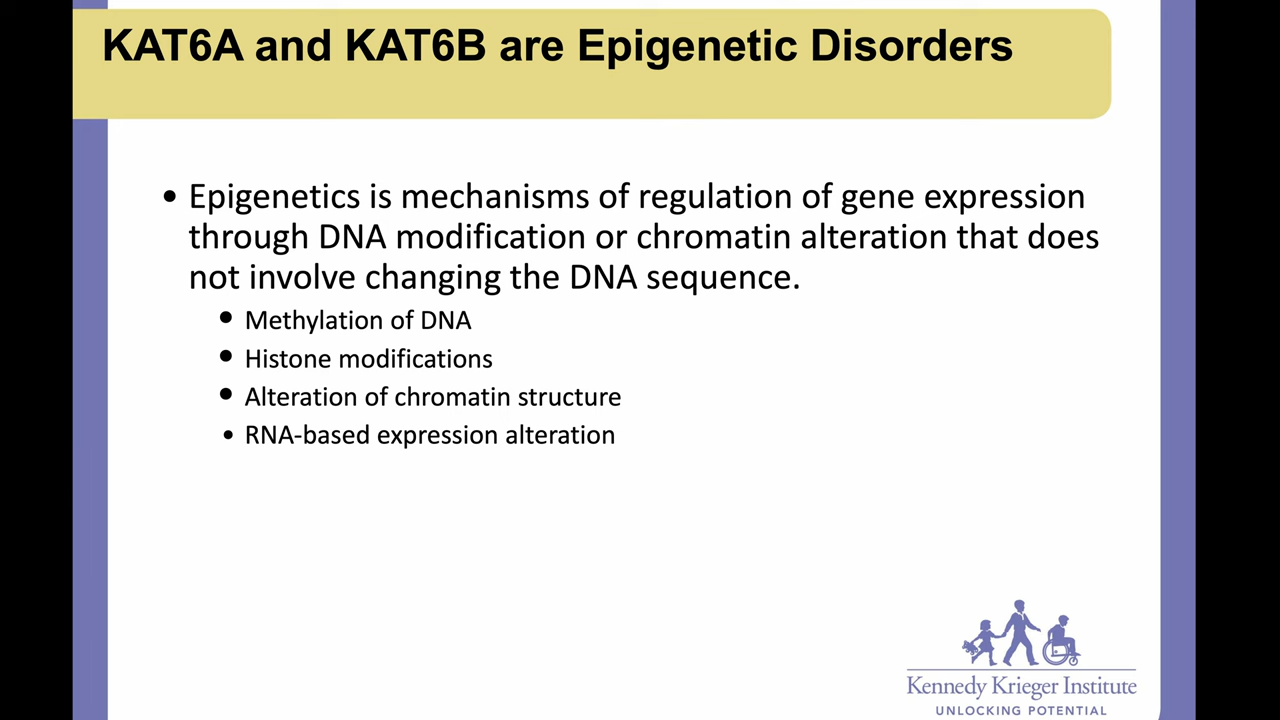 KAT6A and KAT6B are Epigenetic Disorders
• Epigenetics is mechanisms of regulation of gene expression
through DNA modification or chromatin alteration that does
not involve changing the DNA sequence.
• Methylation of DNA
• Histone modifications
• Alteration of chromatin structure
• RNA-based expression alteration
Kennedy Krieger Institute
UNLOCKING POTENTIAL